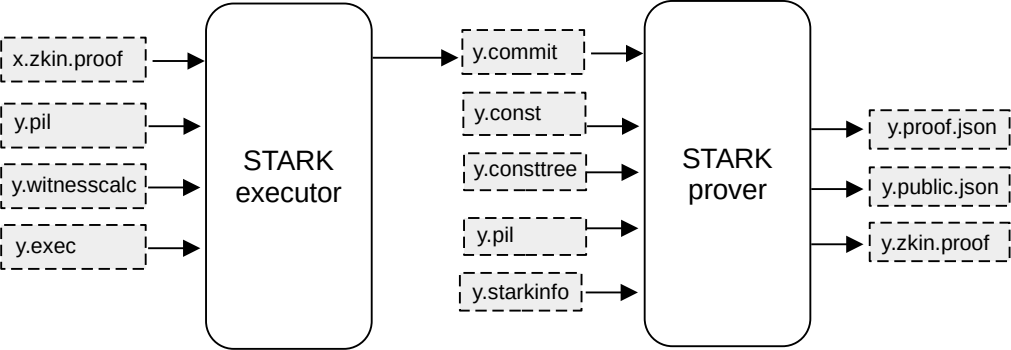 x.zkin.proof
y.pil
y.witnesscalc
y.exec
STARK
executor
y.commit
y.const
y.consttree
y.pil
y.starkinfo
STARK
prover
y.proof.json
y.public.json
y.zkin.proof